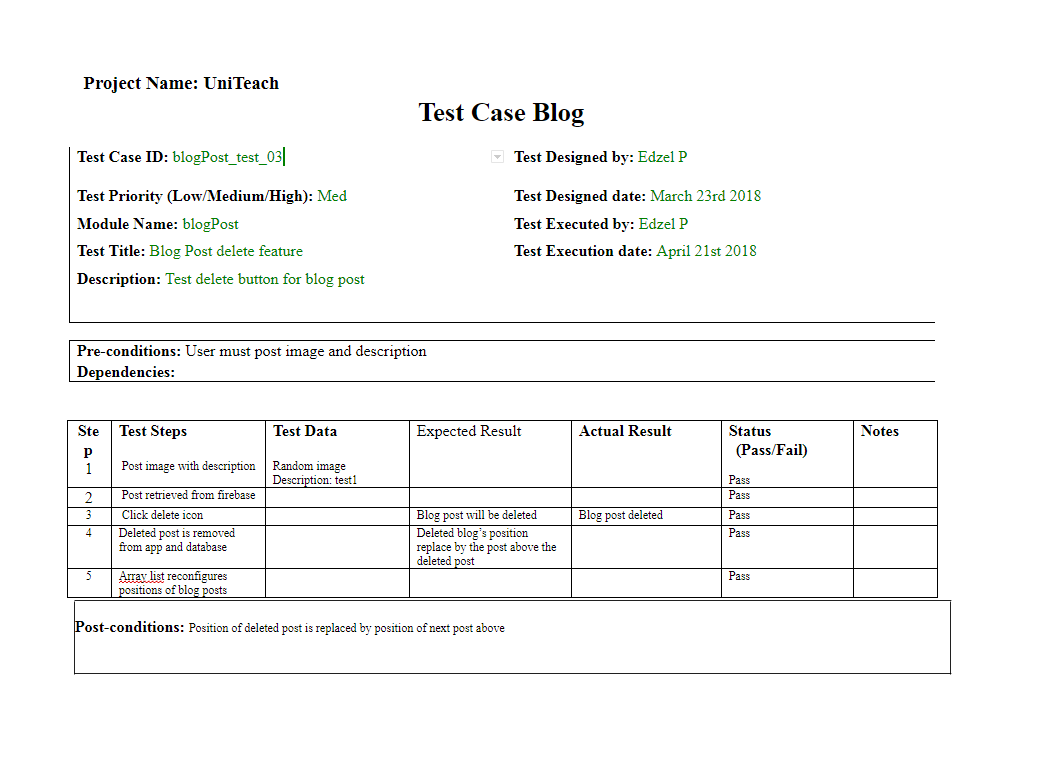 Project Name: UniTeach
Test Case Blog
Test Case ID: blogPost_test_03
Test Designed by: Edzel P
Test Priority (Low/Medium/High): Med
Test Designed date: March 23rd 2018
Module Name: blogPost
Test Executed by: Edzel P
Test Title: Blog Post delete feature
Test Execution date: April 21st 2018
Description: Test delete button for blog post
Pre-conditions: User must post image and description
Dependencies:
Ste
p
Test Steps
Test Data
Expected Result
Actual Result
Status
(Pass/Fail)
Notes
1
Post image with description
Random image
Description: test1
Pass
2
Post retrieved from firebase
Pass
3
Click delete icon
Blog post will be deleted
Blog post deleted
Pass
4
Deleted post is removed
from app and database
Deleted blog’s position
replace by the post above the
deleted post
Pass
5
Array list reconfigures
positions of blog posts
Pass
Post-conditions: Position of deleted post is replaced by position of next post above